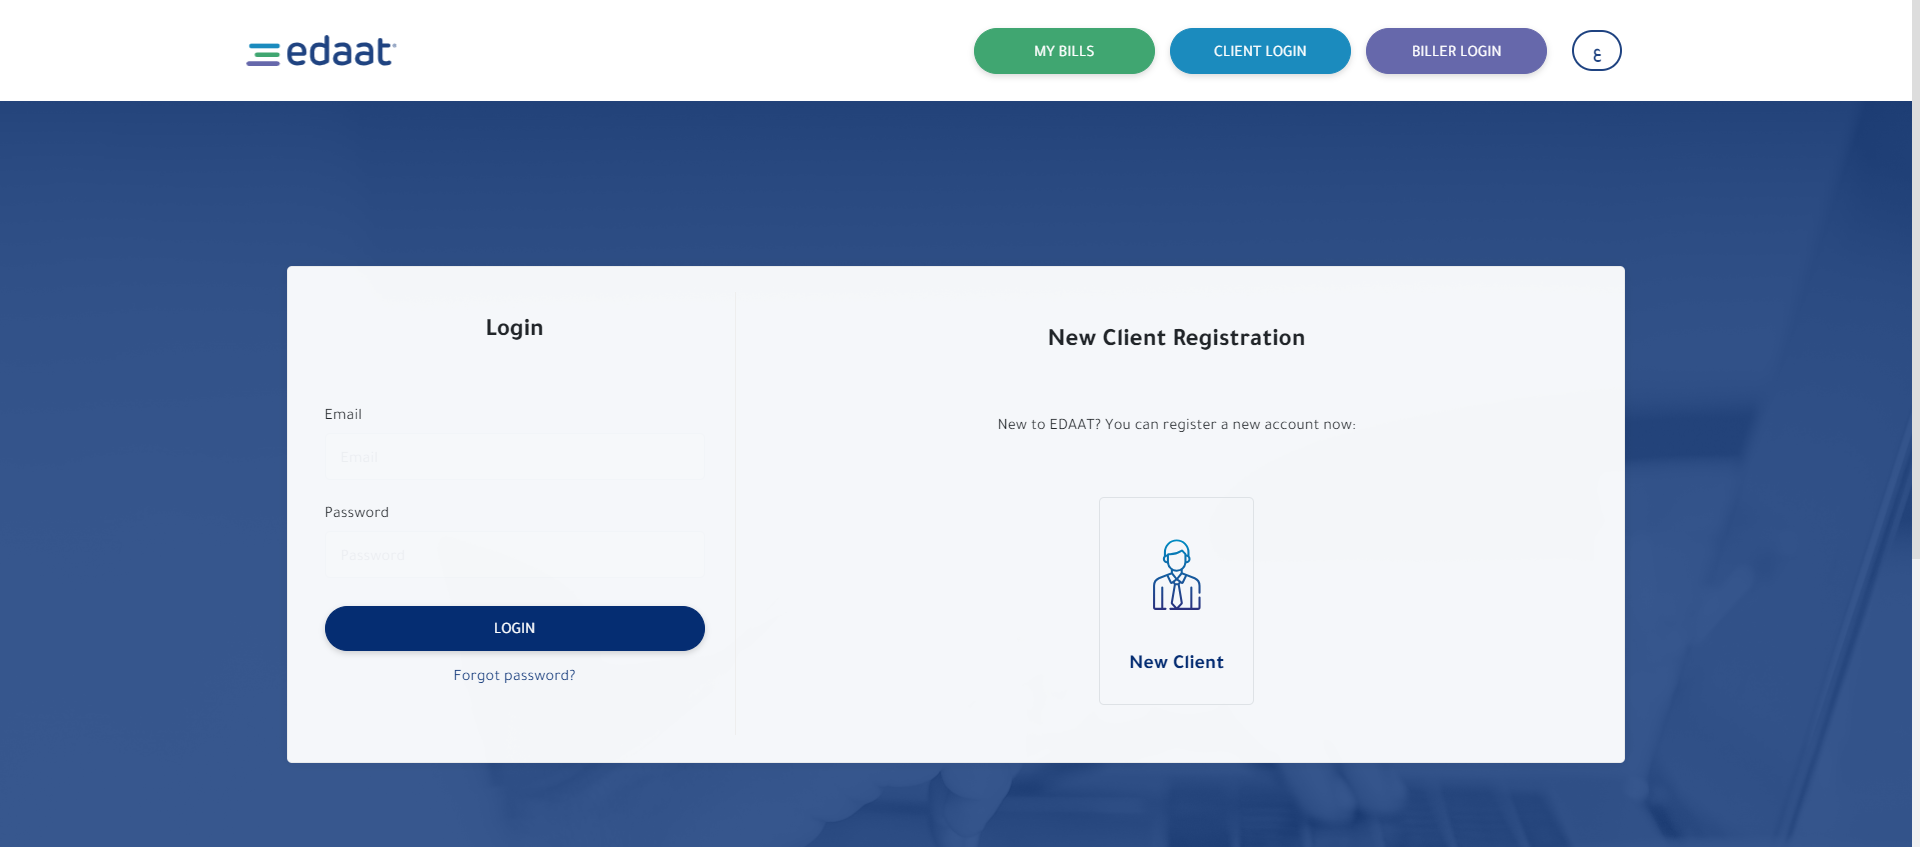 edaat
MY BILLS
CLIENT LOGIN
BILLER LOGIN
ع
Login
Email
Email
Password
Password
LOGIN
Forgot password?
New Client Registration
New to EDAAT? You can register a new account now:
New Client